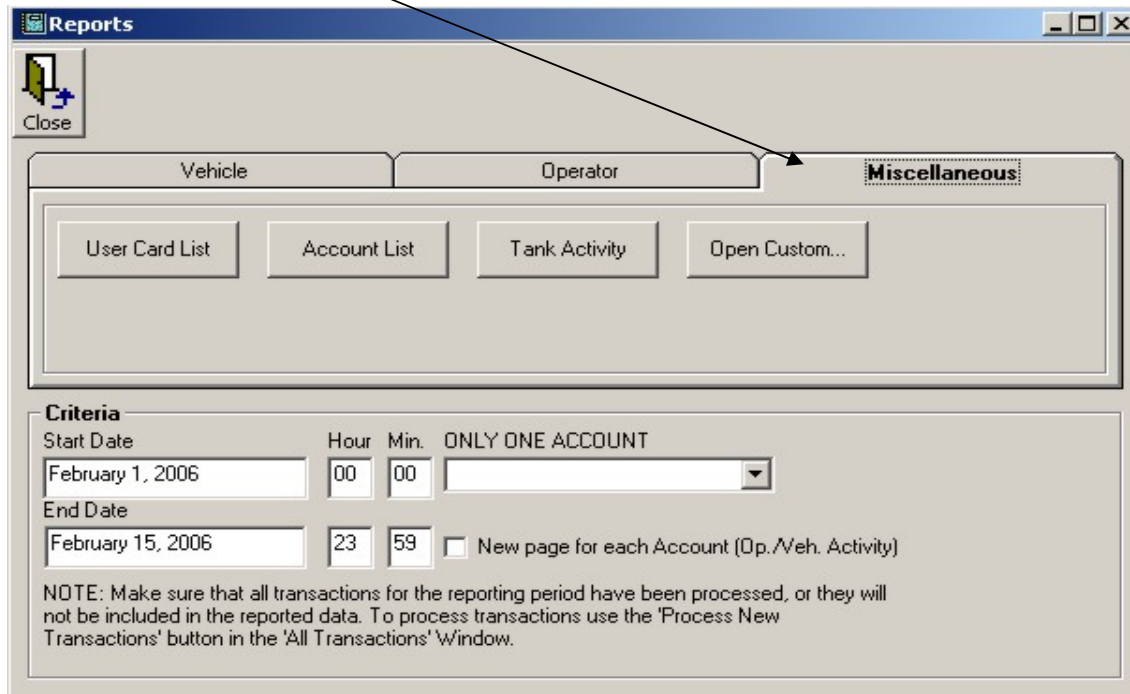 Reports
Close
Vehicle Operator Miscellaneous
User Card List Account List Tank Activity Open Custom...
Criteria
Start Date Hour Min. ONLY ONE ACCOUNT
February 1, 2006 00 00
End Date
February 15, 2006 23 59 New page for each Account (Op./Veh. Activity)
NOTE: Make sure that all transactions for the reporting period have been processed, or they will
not be included in the reported data. To process transactions use the 'Process New
Transactions' button in the 'All Transactions' Window.